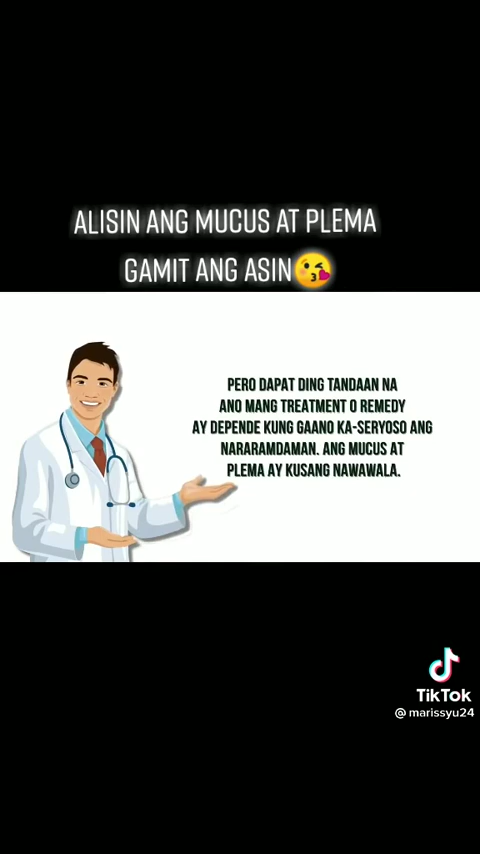 ALISIN ANG MUCUS AT PLEMA
GAMIT ANG ASIN😘
PERO DAPAT DING TANDAAN NA
ANO MANG TREATMENT O REMEDY
AY DEPENDE KUNG GAANO KA-SERYOSO ANG
NARARAMDAMAN. ANG MUCUS AT
PLEMA AY KUSANG NAWAWALA.
TikTok
@marissyu24